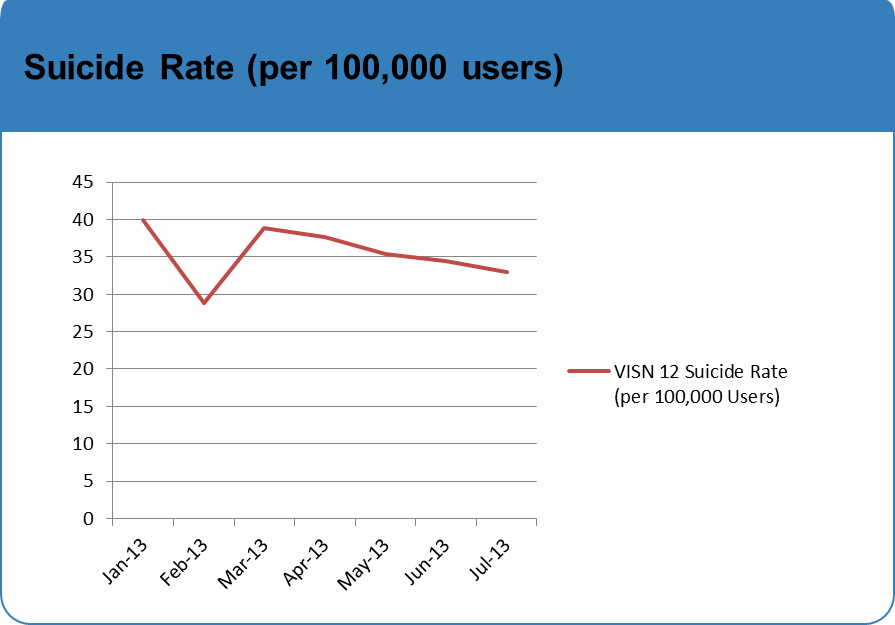 Suicide Rate (per 100,000 users)
45
40
35
30
25
20
15
10
5
0
Jan-13
Feb-13
Mar-13
Apr-13
May-13
Jun-13
Jul-13
VISN 12 Suicide Rate
(per 100,000 Users)